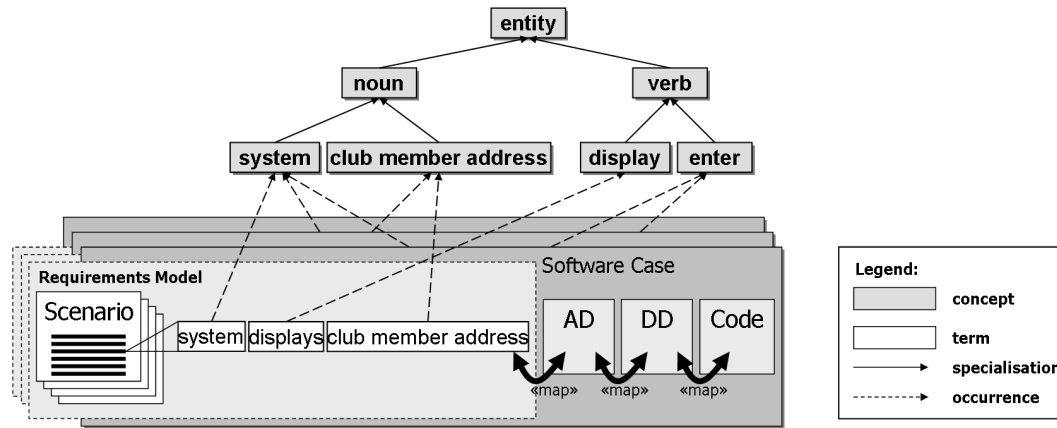 entity
noun
verb
system
club member address
display
enter
Requirements Model
Software Case
Scenario
system
displays
club member address
AD
DD
Code
«map»
«map»
«map»
Legend:
concept
term
specialisation
occurrence